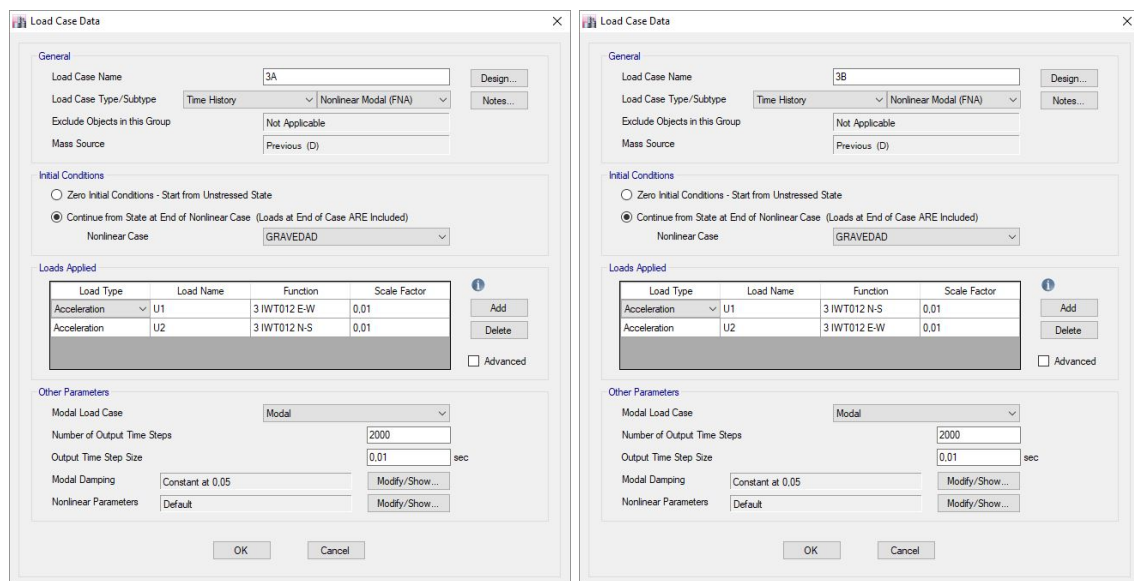 Load Case Data
General
Load Case Name 3A Design...
Load Case Type/Subtype Time History Nonlinear Modal (FNA) Notes...
Exclude Objects in this Group Not Applicable
Mass Source Previous (D)
Initial Conditions
Zero Initial Conditions - Start from Unstressed State
Continue from State at End of Nonlinear Case (Loads at End of Case ARE Included)
Nonlinear Case GRAVEDAD
Loads Applied
Load Type Load Name Function Scale Factor
Acceleration U1 3 IWT012 E-W 0,01 Add
Acceleration U2 3 IWT012 N-S 0,01 Delete
Advanced
Other Parameters
Modal Load Case Modal
Number of Output Time Steps 2000
Output Time Step Size 0,01 sec
Modal Damping Constant at 0,05 Modify/Show...
Nonlinear Parameters Default Modify/Show...
OK Cancel
Load Case Data
General
Load Case Name 3B Design...
Load Case Type/Subtype Time History Nonlinear Modal (FNA) Notes...
Exclude Objects in this Group Not Applicable
Mass Source Previous (D)
Initial Conditions
Zero Initial Conditions - Start from Unstressed State
Continue from State at End of Nonlinear Case (Loads at End of Case ARE Included)
Nonlinear Case GRAVEDAD
Loads Applied
Load Type Load Name Function Scale Factor
Acceleration U1 3 IWT012 N-S 0,01 Add
Acceleration U2 3 IWT012 E-W 0,01 Delete
Advanced
Other Parameters
Modal Load Case Modal
Number of Output Time Steps 2000
Output Time Step Size 0,01 sec
Modal Damping Constant at 0,05 Modify/Show...
Nonlinear Parameters Default Modify/Show...
OK Cancel